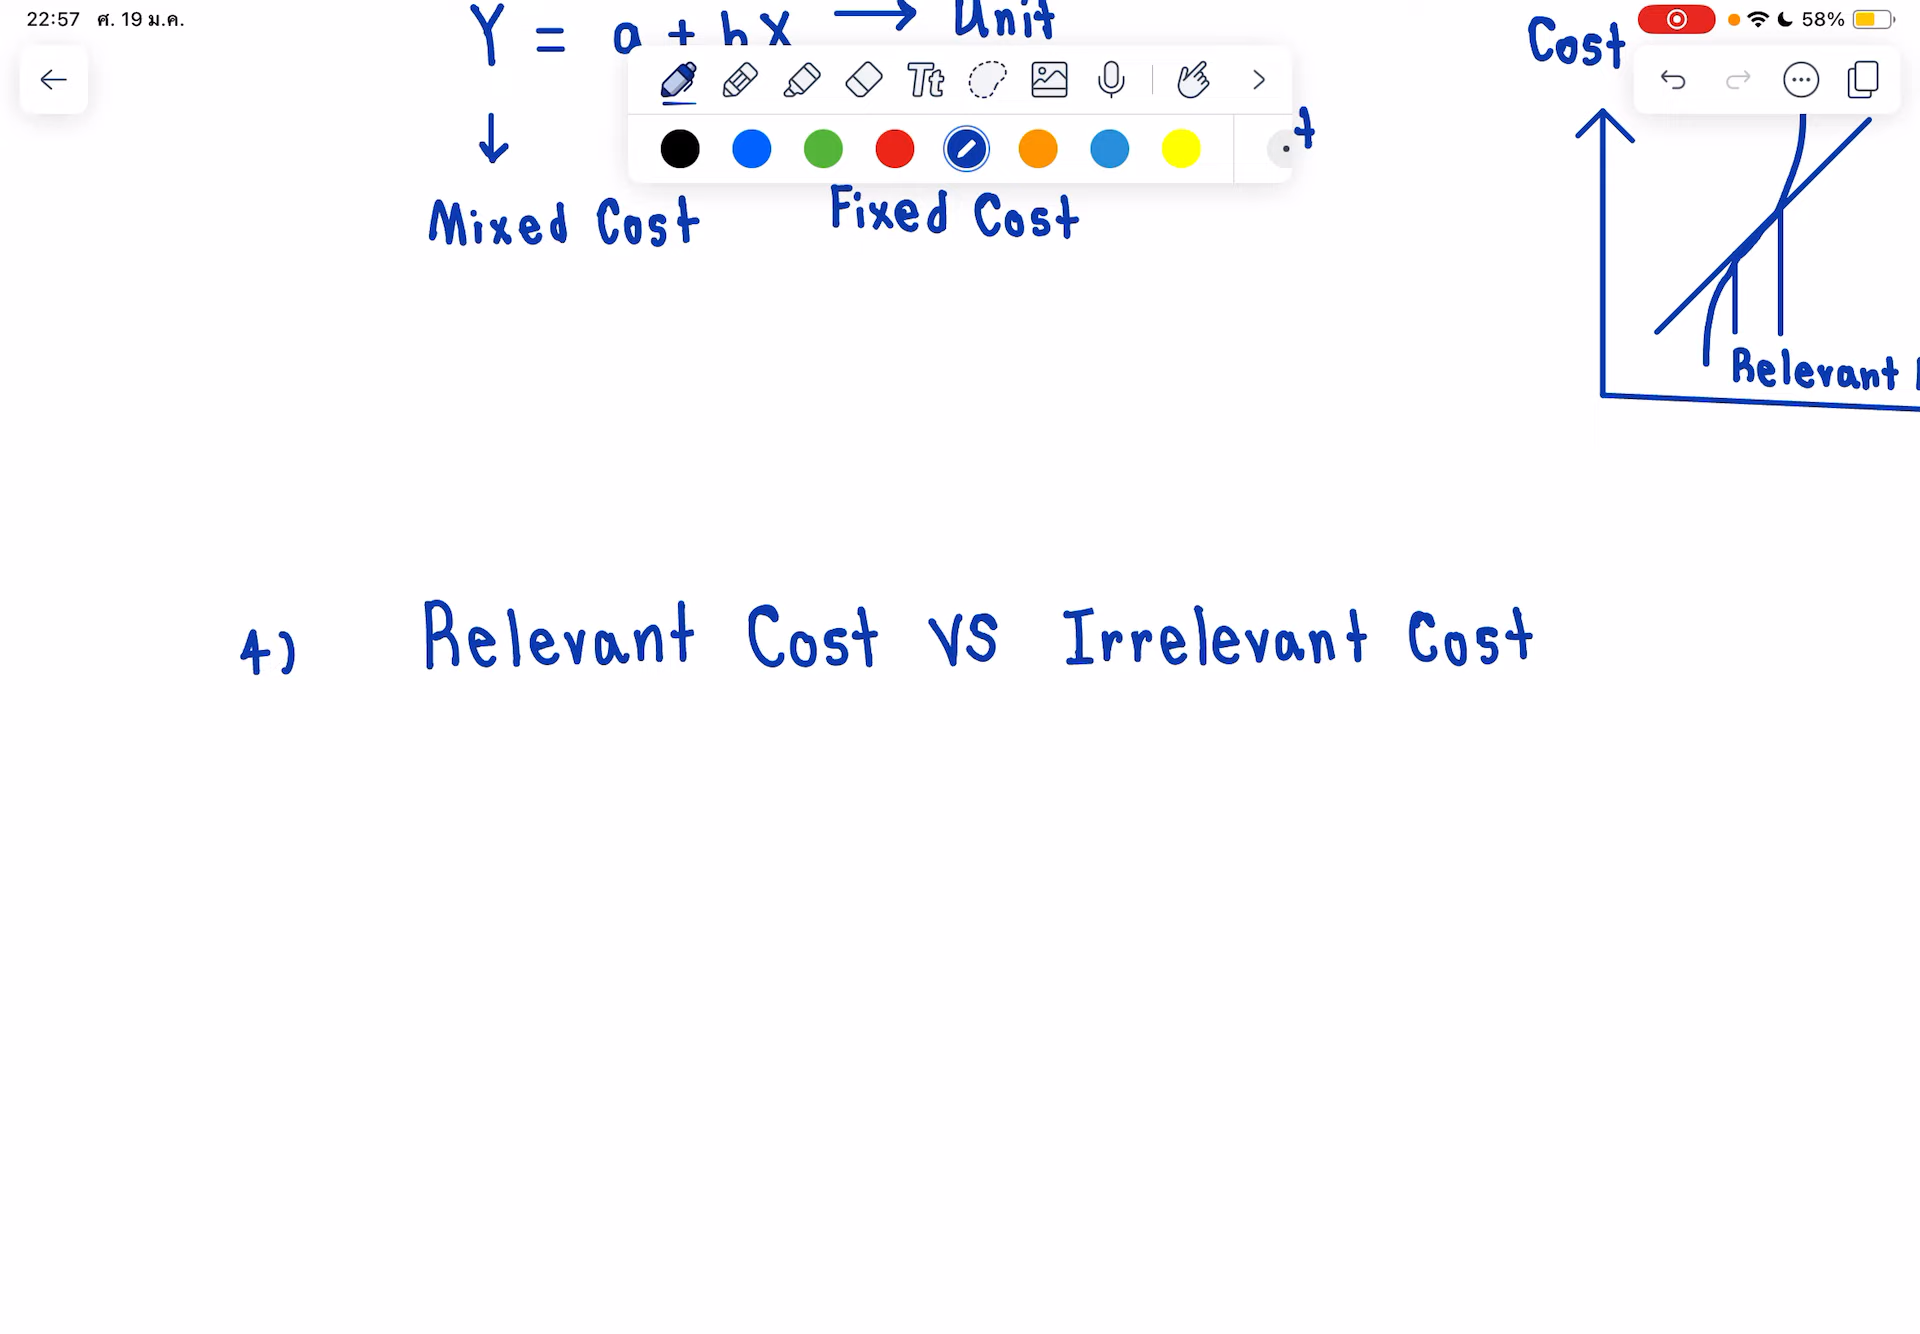 22:57 ศ. 19 ม.ค.
58%
Y = a + b X → Unit
Cost
Tt
↓
Mixed Cost
Fixed Cost
Relevant
4) Relevant Cost VS Irrelevant Cost